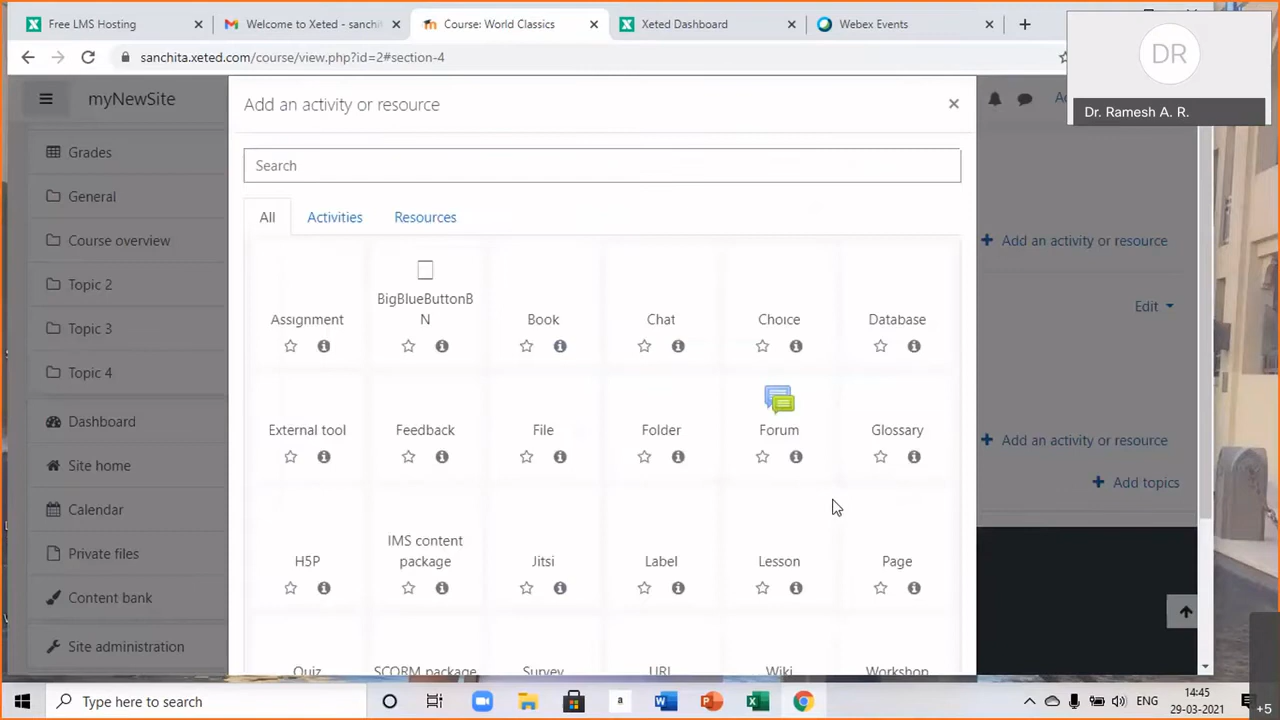 Free LMS Hosting
Welcome to Xeted - sanchit
Course: World Classics
Xeted Dashboard
Webex Events
sanchita.xeted.com/course/view.php?id=2#section-4
DR
Dr. Ramesh A. R.
myNewSite
Add an activity or resource
Search
All
Activities
Resources
Grades
General
Course overview
Topic 2
Topic 3
Topic 4
Dashboard
Site home
Calendar
Private files
Content bank
Site administration
Assignment
BigBlueButtonB
N
Book
Chat
Choice
Database
External tool
Feedback
File
Folder
Forum
Glossary
H5P
IMS content
package
Jitsi
Label
Lesson
Page
Quiz
SCORM package
Survey
URL
Wiki
Workshop
Add an activity or resource
Edit
Add an activity or resource
Add topics
Type here to search
a
ENG
14:45
29-03-2021
+5